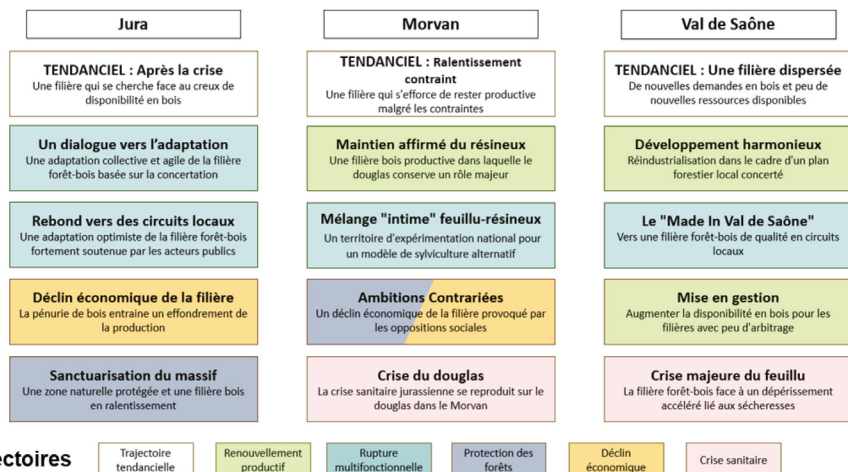 Jura
Morvan
Val de Saône
TENDANCIEL : Après la crise
Une filière qui se cherche face au creux de
disponibilité en bois
TENDANCIEL : Ralentissement
contraint
Une filière qui s'efforce de rester productive
malgré les contraintes
TENDANCIEL : Une filière dispersée
De nouvelles demandes en bois et peu de
nouvelles ressources disponibles
Un dialogue vers l'adaptation
Une adaptation collective et agile de la filière
forêt-bois basée sur la concertation
Maintien affirmé du résineux
Une filière bois productive dans laquelle le
douglas conserve un rôle majeur
Développement harmonieux
Réindustrialisation dans le cadre d'un plan
forestier local concerté
Rebond vers des circuits locaux
Une adaptation optimiste de la filière forêt-bois
fortement soutenue par les acteurs publics
Mélange "intime" feuillu-résineux
Un territoire d'expérimentation national pour
un modèle de sylviculture alternatif
Le "Made In Val de Saône"
Vers une filière forêt-bois de qualité en circuits
locaux
Déclin économique de la filière
La pénurie de bois entraine un effondrement de
la production
Ambitions Contrariées
Un déclin économique de la filière provoqué par
les oppositions sociales
Mise en gestion
Augmenter la disponibilité en bois pour les
filières avec peu d'arbitrage
Sanctuarisation du massif
Une zone naturelle protégée et une filière bois
en ralentissement
Crise du douglas
La crise sanitaire jurassienne se reproduit sur le
douglas dans le Morvan
Crise majeure du feuillu
La filière forêt-bois face à un dépérissement
accéléré lié aux sécheresses
ectoires
Trajectoire
tendancielle
Renouvellement
productif
Rupture
multifonctionnelle
Protection des
forêts
Déclin
économique
Crise sanitaire